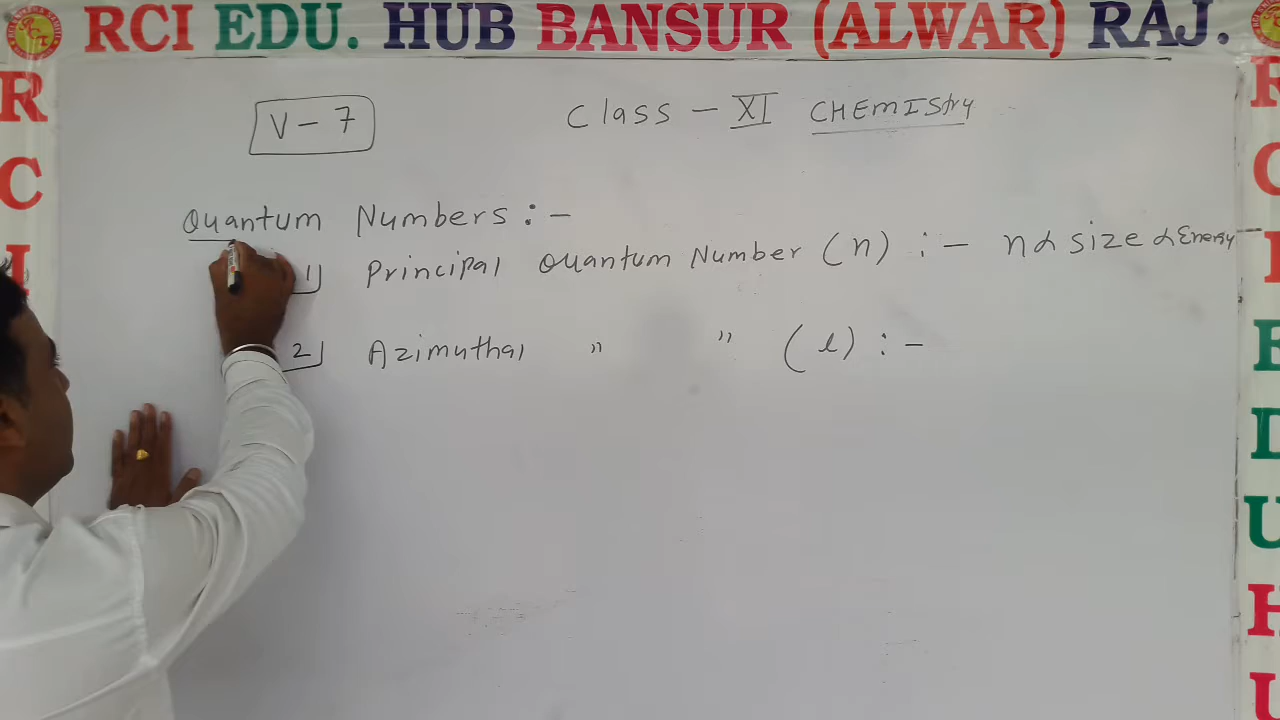 RCI EDU. HUB BANSUR (ALWAR) RAJ.
V - 7
Class - XI CHEMIStry
Quantum Numbers :-
1) Principal Quantum Number (n) :- n α size α Energy
2) Azimuthal " " (l) :-
R
C
I
R
C
I
E
D
U
H
U